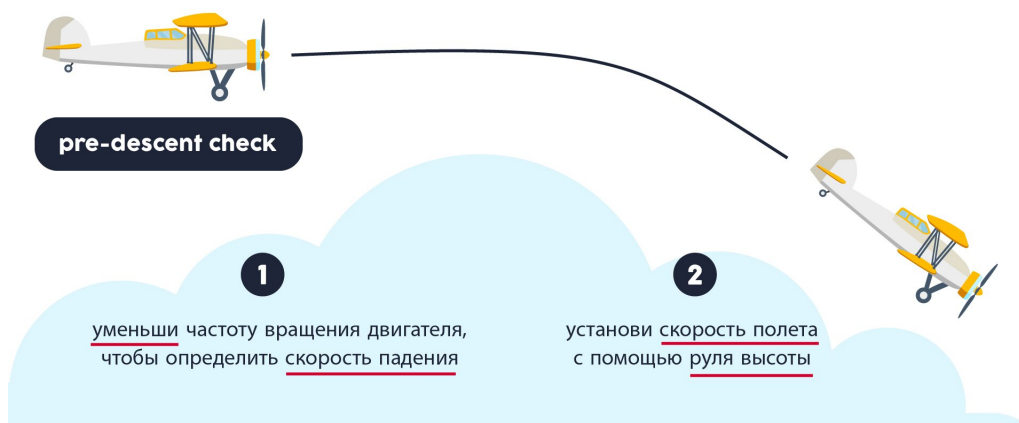 pre-descent check
1
уменьши частоту вращения двигателя,
чтобы определить скорость падения
2
установи скорость полета
с помощью руля высоты